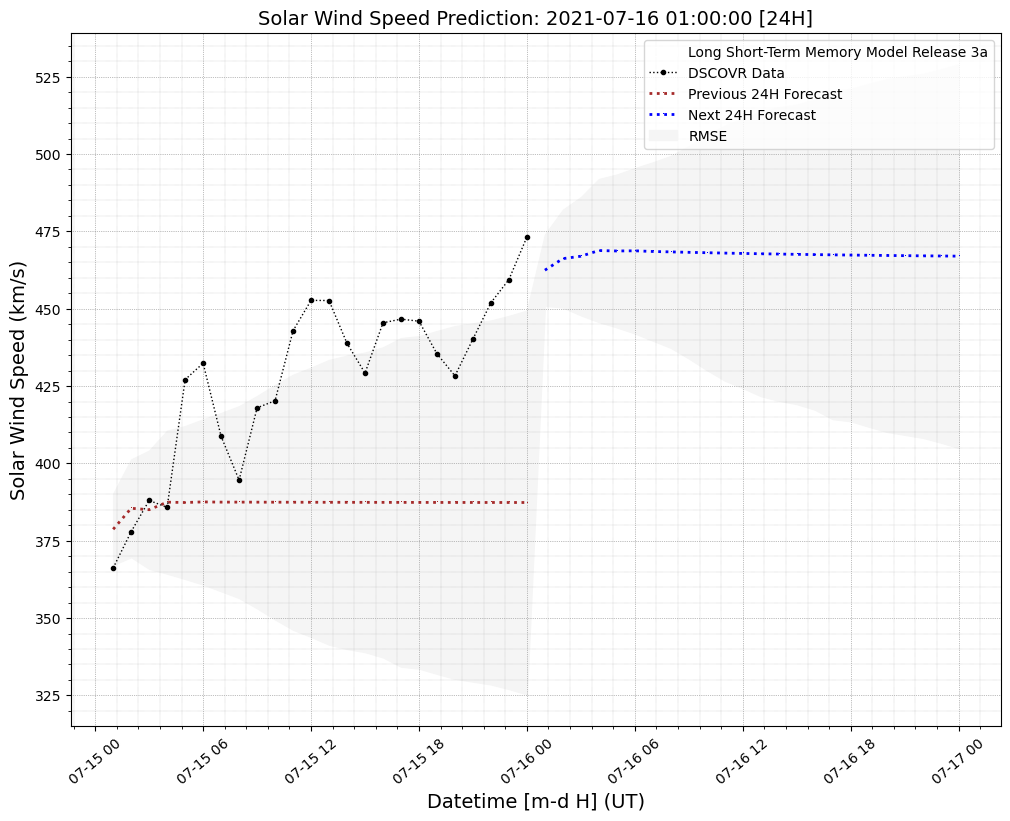 Solar Wind Speed Prediction: 2021-07-16 01:00:00 [24H]
Long Short-Term Memory Model Release 3a
DSCOVR Data
Previous 24H Forecast
Next 24H Forecast
RMSE
Solar Wind Speed (km/s)
525
500
475
450
425
400
375
350
325
07-15 00
07-15 06
07-15 12
07-15 18
07-16 00
07-16 06
07-16 12
07-16 18
07-17 00
Datetime [m-d H] (UT)